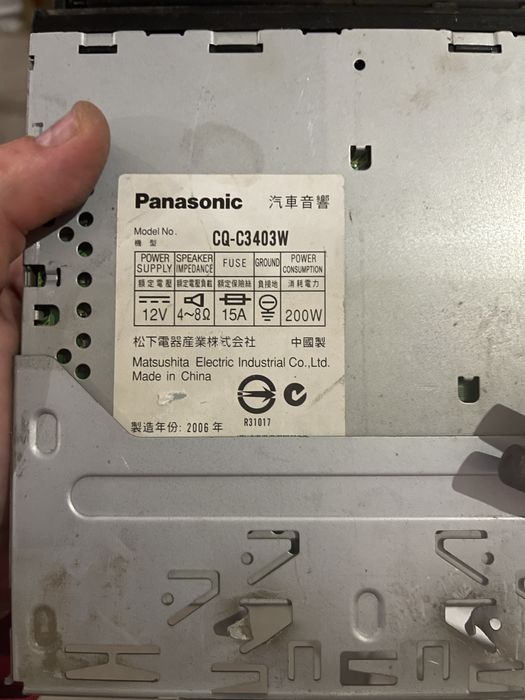 Panasonic 汽車音響
Model No.
機 型 CQ-C3403W
POWER SUPPLY SPEAKER IMPEDANCE FUSE GROUND POWER CONSUMPTION
額定電壓 額定電壓負載 額定保險絲 負接地 消耗電力
12V 4~8Ω 15A 200W
松下電器産業株式会社 中國製
Matsushita Electric Industrial Co.,Ltd.
Made in China
R31017
製造年份: 2006 年